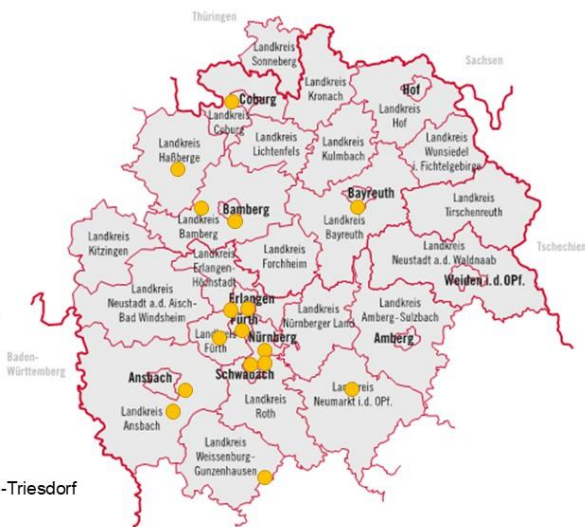 Thüringen
Landkreis
Sonneberg
Sachsen
Landkreis
Kronach
Hof
Coburg
Landkreis
Coburg
Landkreis
Hof
Landkreis
Lichtenfels
Landkreis
Kulmbach
Landkreis
Wunsiedel
i. Fichtelgebirge
Landkreis
Haßberge
Bayreuth
Landkreis
Tirschenreuth
Bamberg
Landkreis
Bamberg
Landkreis
Bayreuth
Landkreis
Kitzingen
Landkreis
Erlangen-
Höchstadt
Landkreis
Forchheim
Landkreis
Neustadt a.d. Waldnaab
Tschechien
Weiden i.d.OPf.
Landkreis
Neustadt a.d. Aisch-
Bad Windsheim
Erlangen
Fürth
Landkreis
Fürth
Nürnberg
Landkreis
Nürnberger Land
Landkreis
Amberg-Sulzbach
Amberg
Baden-
Württemberg
Ansbach
Schwabach
Landkreis
Ansbach
Landkreis
Roth
Landkreis
Neumarkt i.d. OPf.
Landkreis
Weissenburg-
Gunzenhausen
-Triesdorf